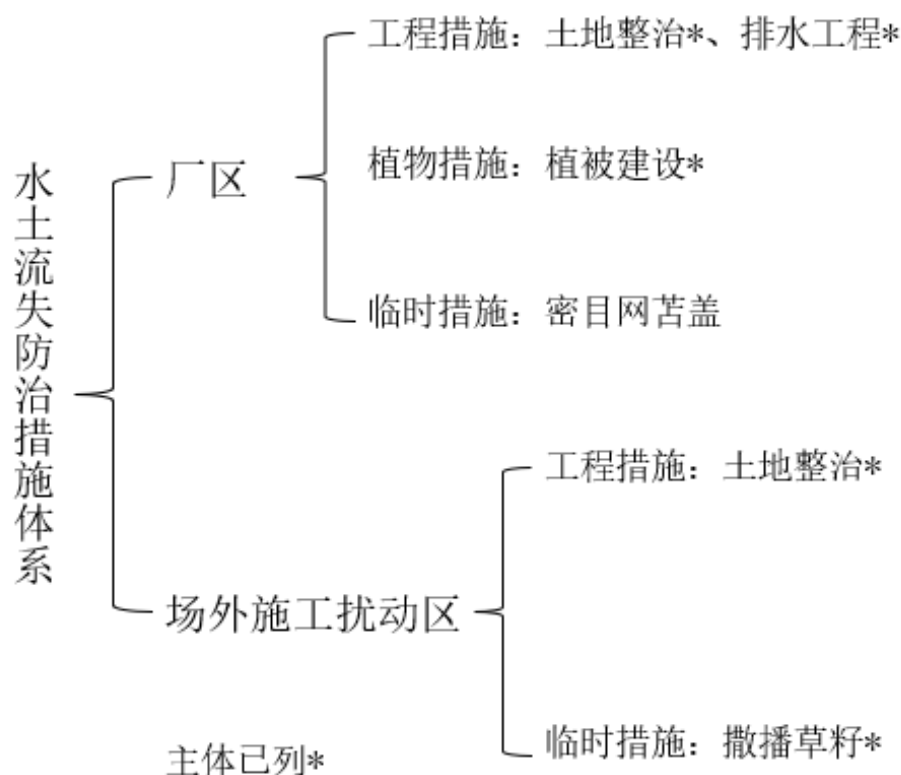 水土流失防治措施体系
厂区
工程措施：土地整治*、排水工程*
植物措施：植被建设*
临时措施：密目网苫盖
场外施工扰动区
工程措施：土地整治*
临时措施：撒播草籽*
主体已列*